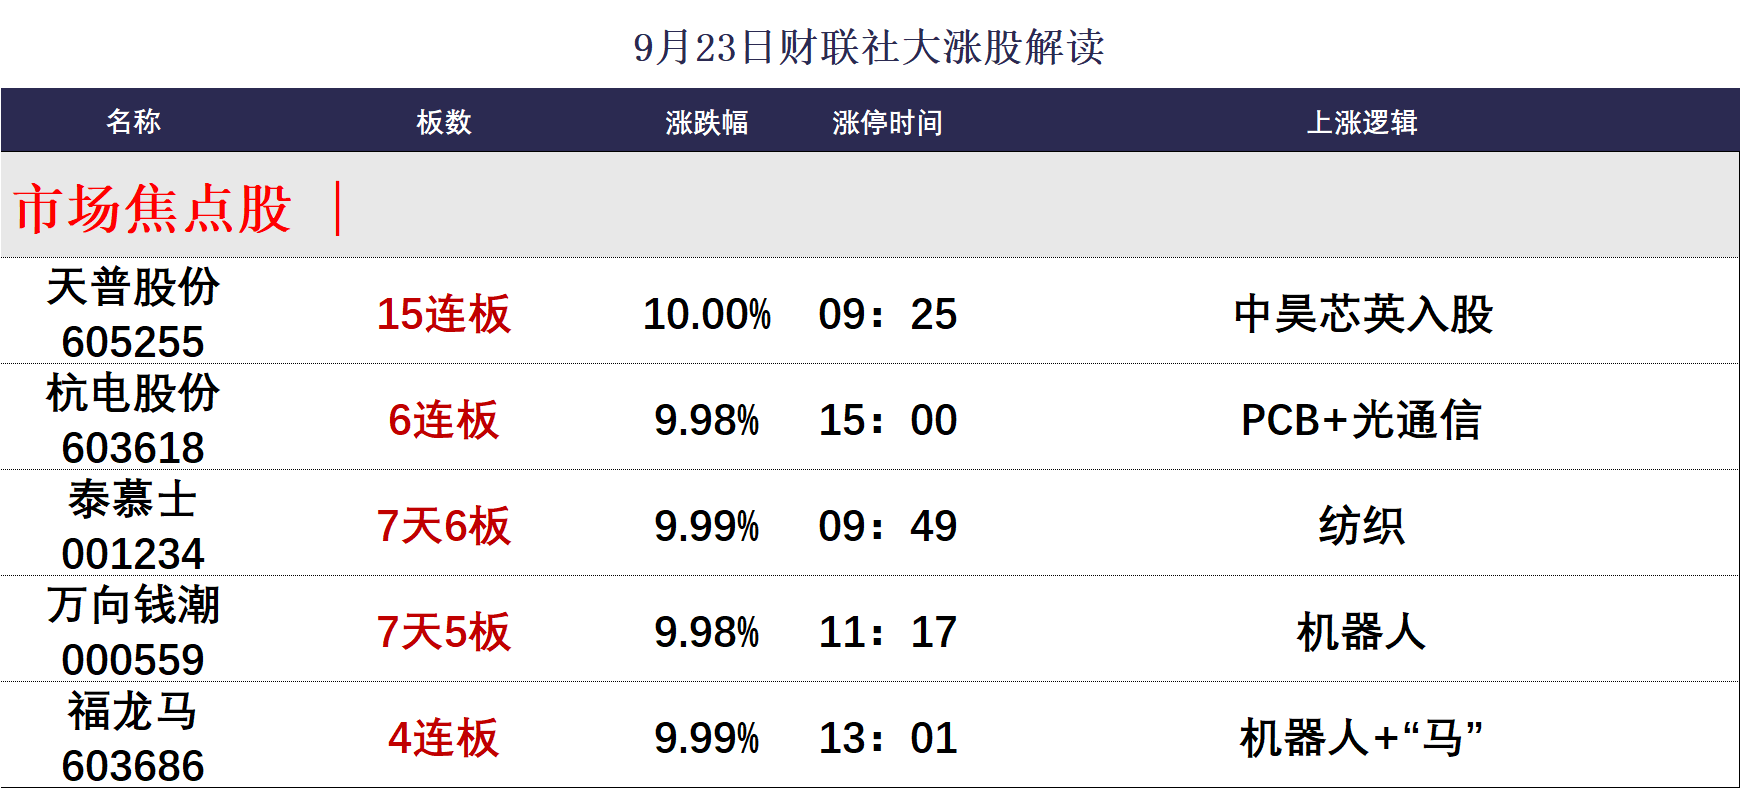 9月23日财联社大涨股解读
名称 板数 涨跌幅 涨停时间 上涨逻辑
市场焦点股 |
天普股份
605255 15连板 10.00% 09：25 中昊芯英入股
杭电股份
603618 6连板 9.98% 15：00 PCB+光通信
泰慕士
001234 7天6板 9.99% 09：49 纺织
万向钱潮
000559 7天5板 9.98% 11：17 机器人
福龙马
603686 4连板 9.99% 13：01 机器人+“马”